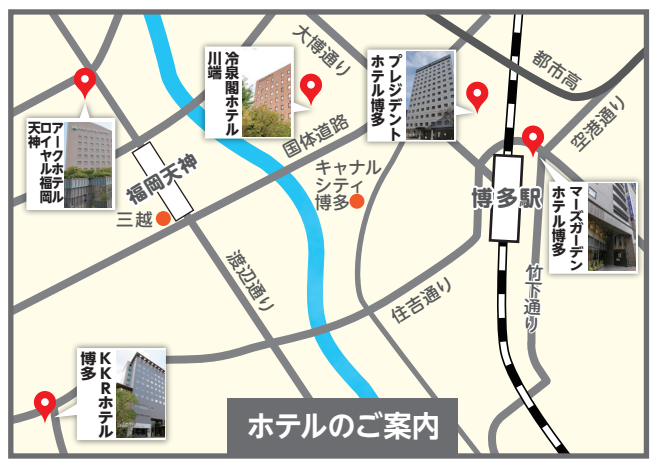 大博通り
都市高
空港通り
冷泉閣ホテル
川端
プレジデント
ホテル博多
国体道路
アークホテル
ロイヤル福岡
天神
福岡天神
キャナル
シティ
博多
三越
博多駅
マーズガーデン
ホテル博多
渡辺通り
住吉通り
竹下通り
KKRホテル
博多
ホテルのご案内